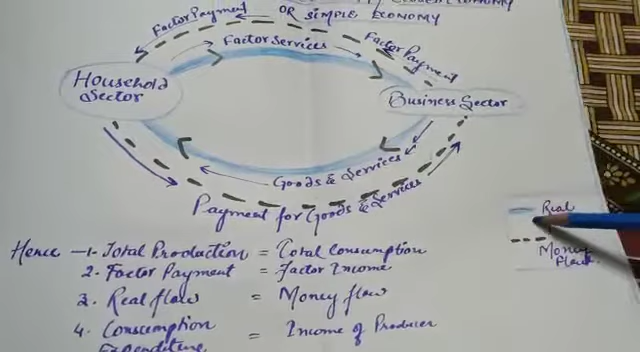 CLOSED ECONOMY
OR SIMPLE ECONOMY
Factor Payment
Factor Services
Factor Payment
Household
Sector
Business Sector
Goods & Services
Payment for Goods & Services
Real
Money
Flow.
Hence - 1. Total Production = Total Consumption
2. Factor Payment = Factor Income
3. Real flow = Money flow
4. Consumption = Income of Producer
Expenditure